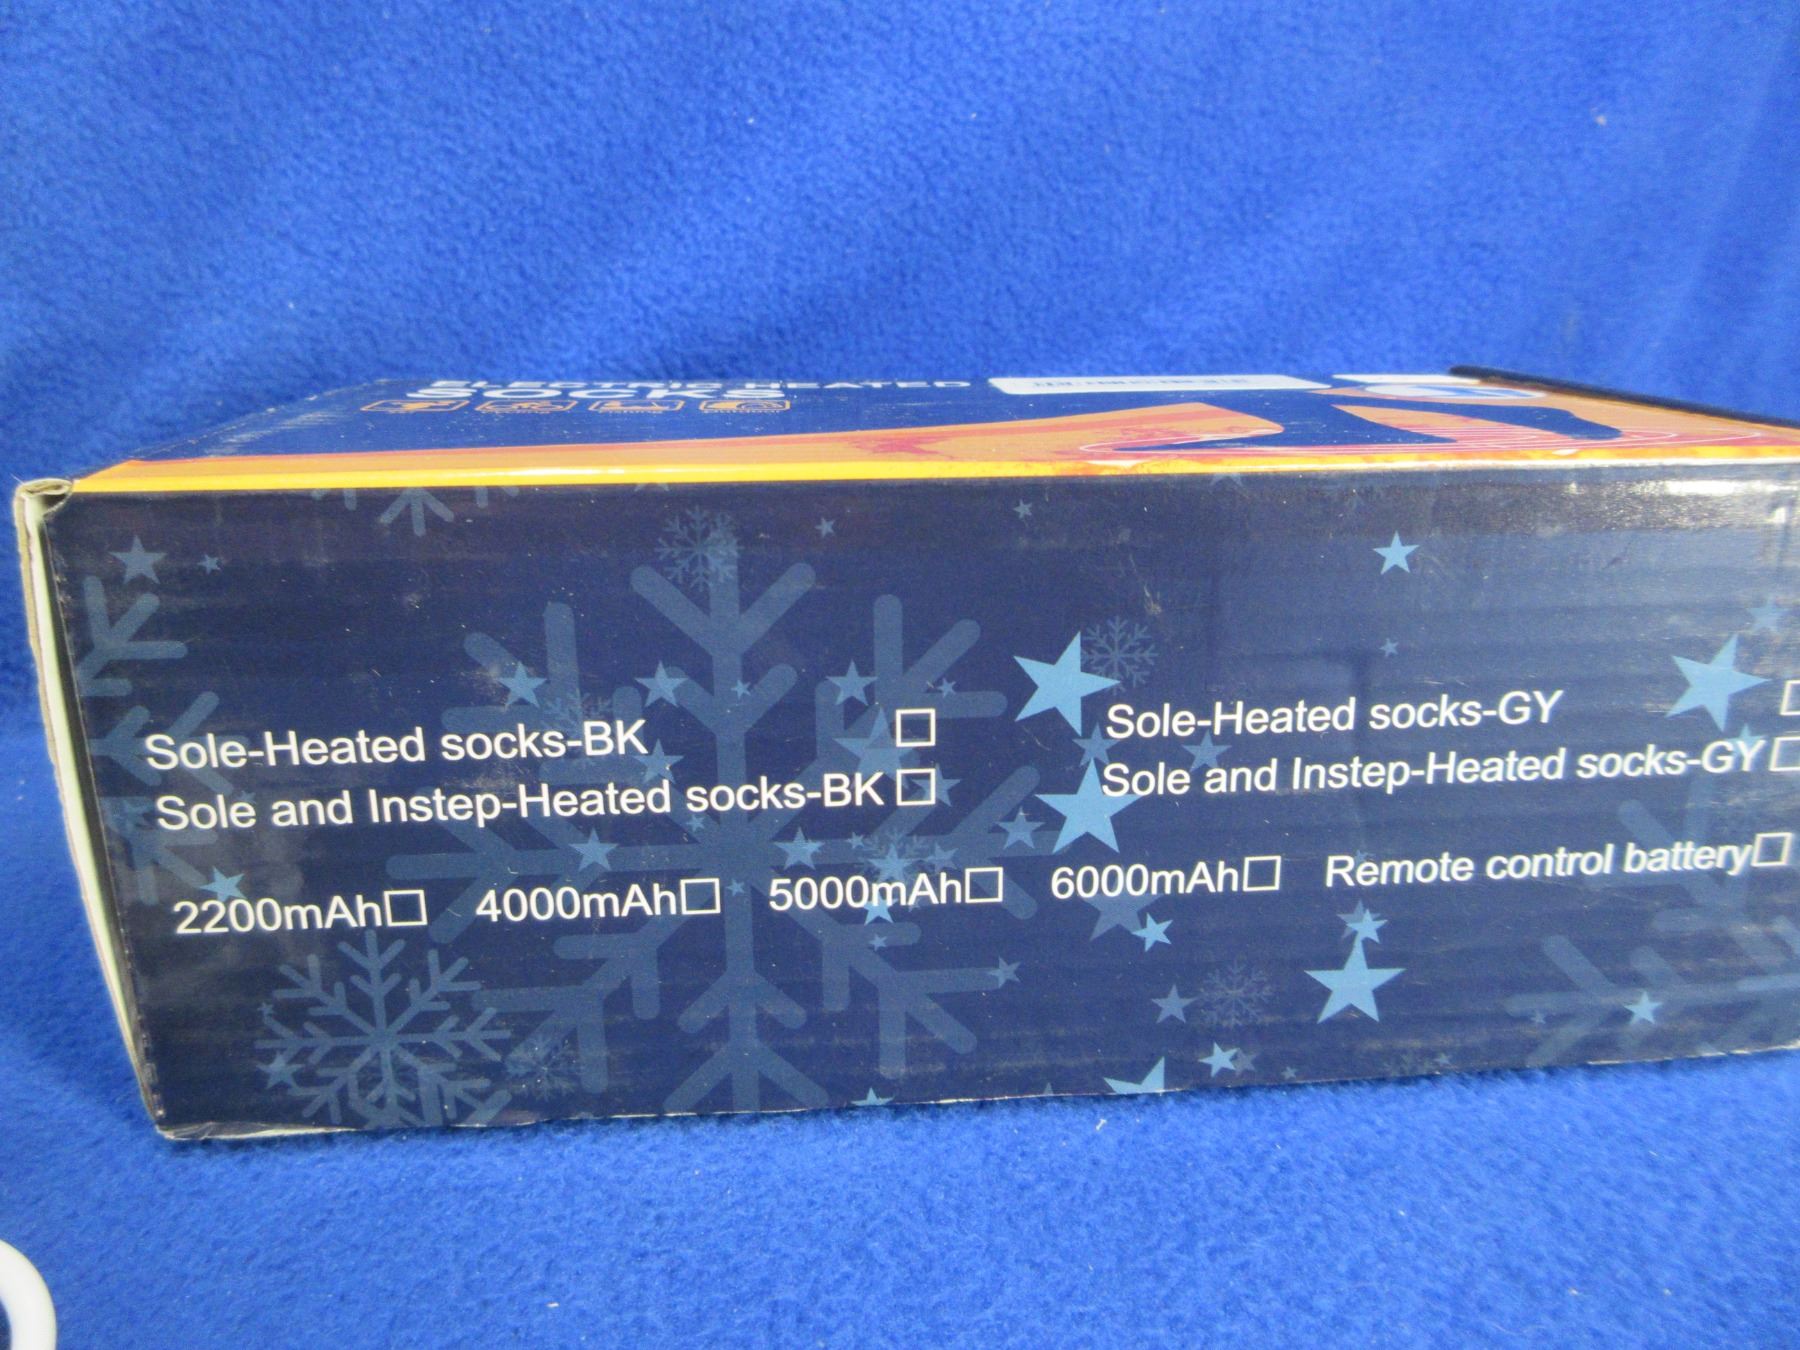 ELECTRIC HEATED
SOCKS
Sole-Heated socks-BK☐
Sole and Instep-Heated socks-BK☐
Sole-Heated socks-GY☐
Sole and Instep-Heated socks-GY☐
2200mAh☐ 4000mAh☐ 5000mAh☐ 6000mAh☐ Remote control battery☐